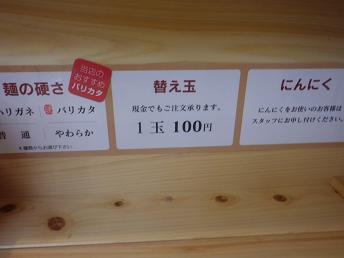 麺の硬さ
当店の
おすすめ
バリカタ
ハリガネ
バリカタ
普通
やわらか
替え玉
現金でもご注文承ります。
1玉 100円
にんにく
にんにくをお使いのお客様は
スタッフにお申し付けください。